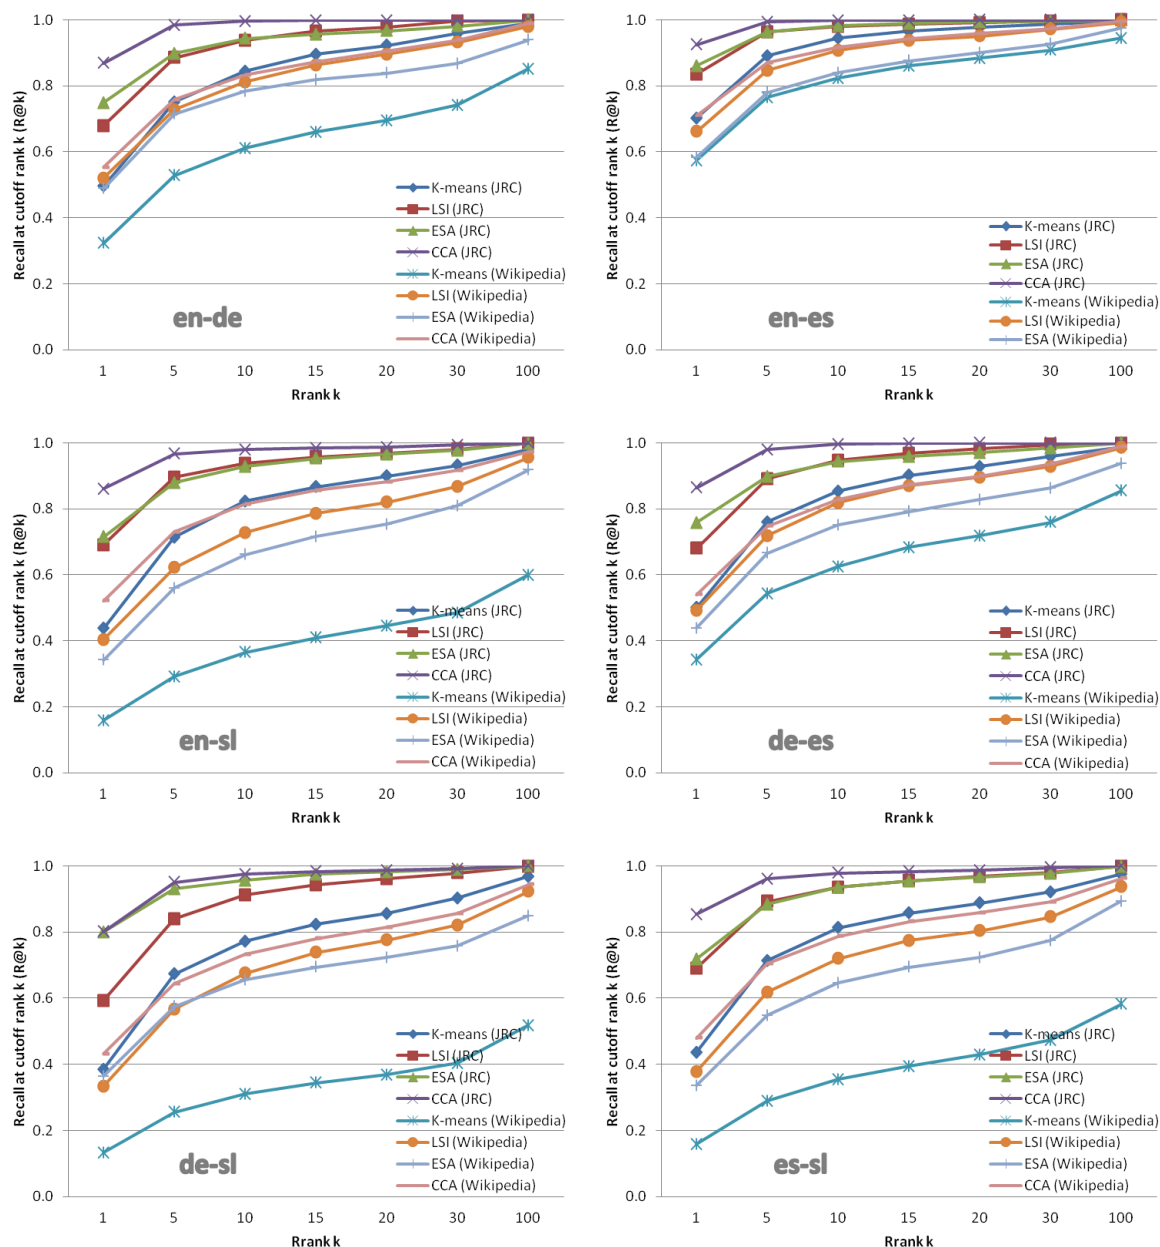 Recall at cutoff rank k (R@k)
1.0
0.8
0.6
0.4
0.2
0.0
K-means (JRC)
LSI (JRC)
ESA (JRC)
CCA (JRC)
K-means (Wikipedia)
LSI (Wikipedia)
ESA (Wikipedia)
CCA (Wikipedia)
en-de
1 5 10 15 20 30 100
Rrank k
Recall at cutoff rank k (R@k)
1.0
0.8
0.6
0.4
0.2
0.0
K-means (JRC)
LSI (JRC)
ESA (JRC)
CCA (JRC)
K-means (Wikipedia)
LSI (Wikipedia)
ESA (Wikipedia)
en-es
1 5 10 15 20 30 100
Rrank k
Recall at cutoff rank k (R@k)
1.0
0.8
0.6
0.4
0.2
0.0
K-means (JRC)
LSI (JRC)
ESA (JRC)
CCA (JRC)
K-means (Wikipedia)
LSI (Wikipedia)
ESA (Wikipedia)
CCA (Wikipedia)
en-sl
1 5 10 15 20 30 100
Rrank k
Recall at cutoff rank k (R@k)
1.0
0.8
0.6
0.4
0.2
0.0
K-means (JRC)
LSI (JRC)
ESA (JRC)
CCA (JRC)
K-means (Wikipedia)
LSI (Wikipedia)
ESA (Wikipedia)
CCA (Wikipedia)
de-es
1 5 10 15 20 30 100
Rrank k
Recall at cutoff rank k (R@k)
1.0
0.8
0.6
0.4
0.2
0.0
K-means (JRC)
LSI (JRC)
ESA (JRC)
CCA (JRC)
K-means (Wikipedia)
LSI (Wikipedia)
ESA (Wikipedia)
CCA (Wikipedia)
de-sl
1 5 10 15 20 30 100
Rrank k
Recall at cutoff rank k (R@k)
1.0
0.8
0.6
0.4
0.2
0.0
K-means (JRC)
LSI (JRC)
ESA (JRC)
CCA (JRC)
K-means (Wikipedia)
LSI (Wikipedia)
ESA (Wikipedia)
CCA (Wikipedia)
es-sl
1 5 10 15 20 30 100
Rrank k